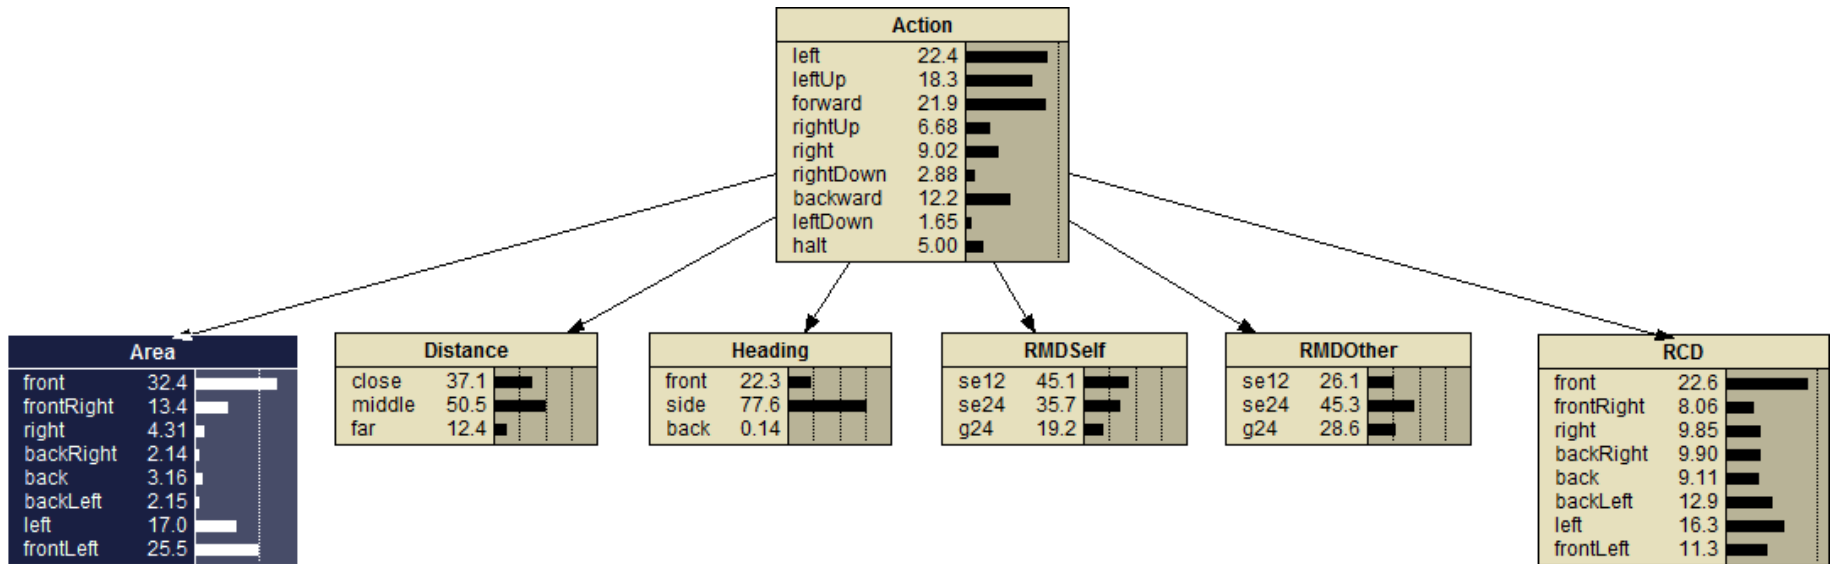 Action
left 22.4
leftUp 18.3
forward 21.9
rightUp 6.68
right 9.02
rightDown 2.88
backward 12.2
leftDown 1.65
halt 5.00
Area
front 32.4
frontRight 13.4
right 4.31
backRight 2.14
back 3.16
backLeft 2.15
left 17.0
frontLeft 25.5
Distance
close 37.1
middle 50.5
far 12.4
Heading
front 22.3
side 77.6
back 0.14
RMDSelf
se12 45.1
se24 35.7
g24 19.2
RMDOther
se12 26.1
se24 45.3
g24 28.6
RCD
front 22.6
frontRight 8.06
right 9.85
backRight 9.90
back 9.11
backLeft 12.9
left 16.3
frontLeft 11.3